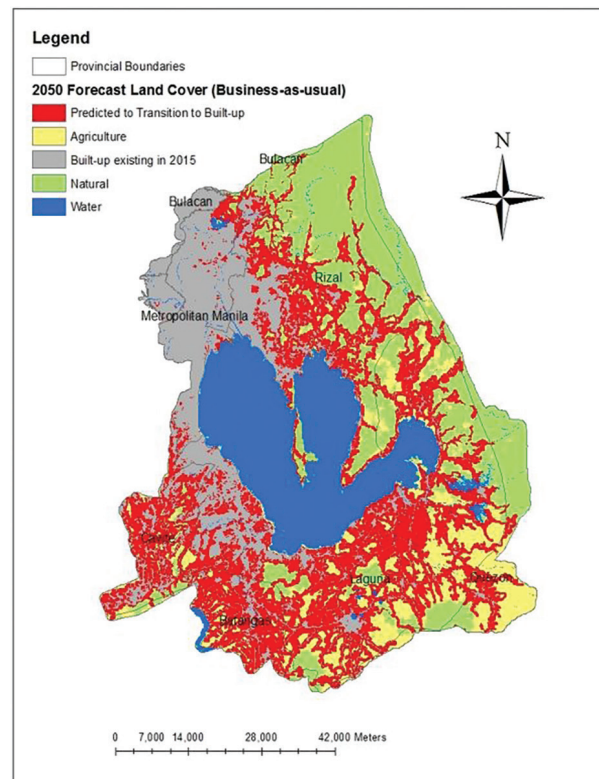 Legend
Provincial Boundaries
2050 Forecast Land Cover (Business-as-usual)
Predicted to Transition to Built-up
Agriculture
Built-up existing in 2015
Natural
Water
N
Bulacan
Bulacan
Rizal
Metropolitan Manila
Cavite
Laguna
Quezon
Batangas
0 7,000 14,000 28,000 42,000 Meters